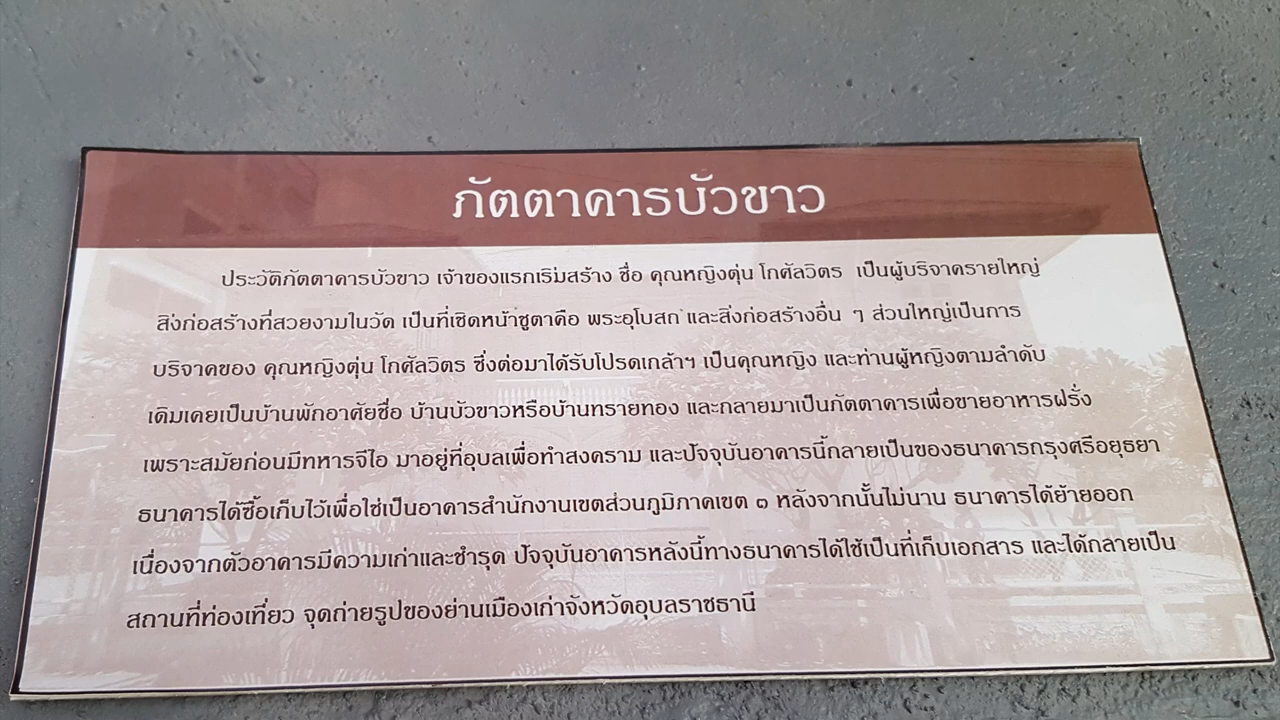 ภัตตาคารบัวขาว
ประวัติภัตตาคารบัวขาว เจ้าของแรกเริ่มสร้าง ชื่อ คุณหญิงตุ่น โกศัลวิตร เป็นผู้บริจาครายใหญ่
สิ่งก่อสร้างที่สวยงามในวัด เป็นที่เชิดหน้าชูตาคือ พระอุโบสถ และสิ่งก่อสร้างอื่น ๆ ส่วนใหญ่เป็นการ
บริจาคของ คุณหญิงตุ่น โกศัลวิตร ซึ่งต่อมาได้รับโปรดเกล้าฯ เป็นคุณหญิง และท่านผู้หญิงตามลำดับ
เดิมเคยเป็นบ้านพักอาศัยชื่อ บ้านบัวขาวหรือบ้านทรายทอง และกลายมาเป็นภัตตาคารเพื่อขายอาหารฝรั่ง
เพราะสมัยก่อนมีทหารจีไอ มาอยู่ที่อุบลเพื่อทำสงคราม และปัจจุบันอาคารนี้กลายเป็นของธนาคารกรุงศรีอยุธยา
ธนาคารได้ซื้อเก็บไว้เพื่อใช่เป็นอาคารสำนักงานเขตส่วนภูมิภาคเขต ๑ หลังจากนั้นไม่นาน ธนาคารได้ย้ายออก
เนื่องจากตัวอาคารมีความเก่าและชำรุด ปัจจุบันอาคารหลังนี้ทางธนาคารได้ใช้เป็นที่เก็บเอกสาร และได้กลายเป็น
สถานที่ท่องเที่ยว จุดถ่ายรูปของย่านเมืองเก่าจังหวัดอุบลราชธานี